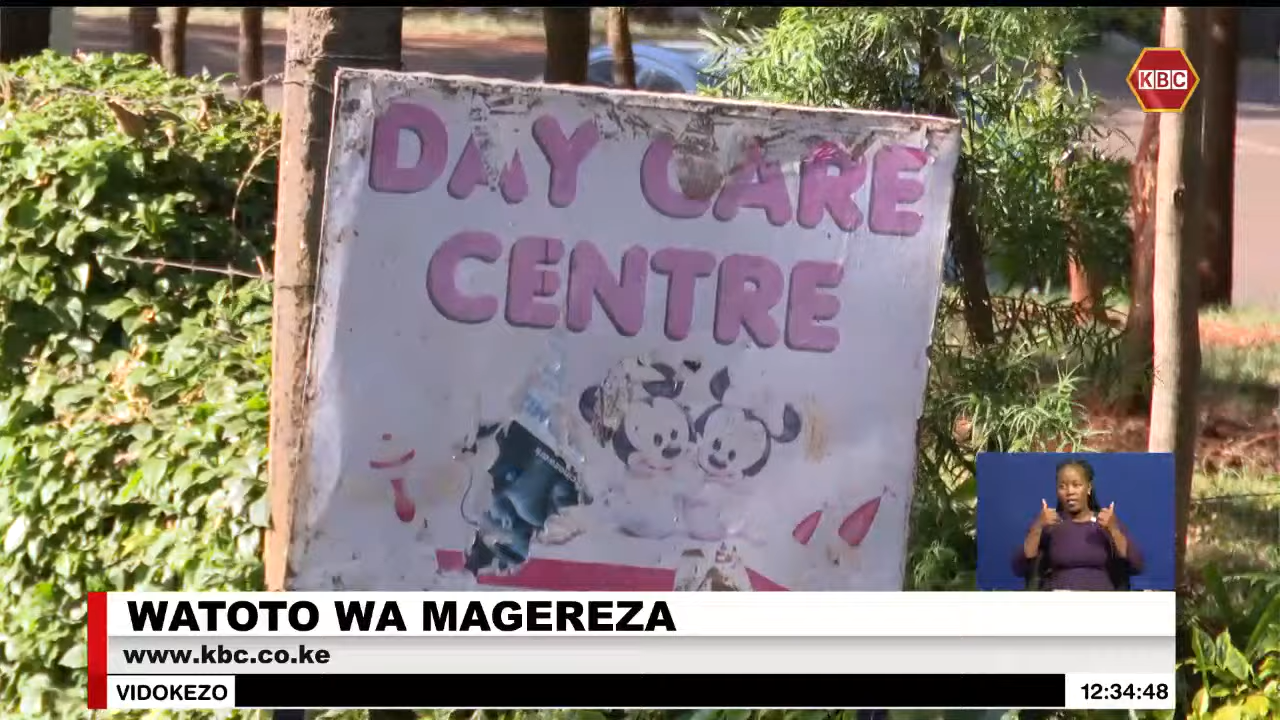 KBC
DAY CARE
CENTRE
WATOTO WA MAGEREZA
www.kbc.co.ke
VIDOKEZO
12:34:48